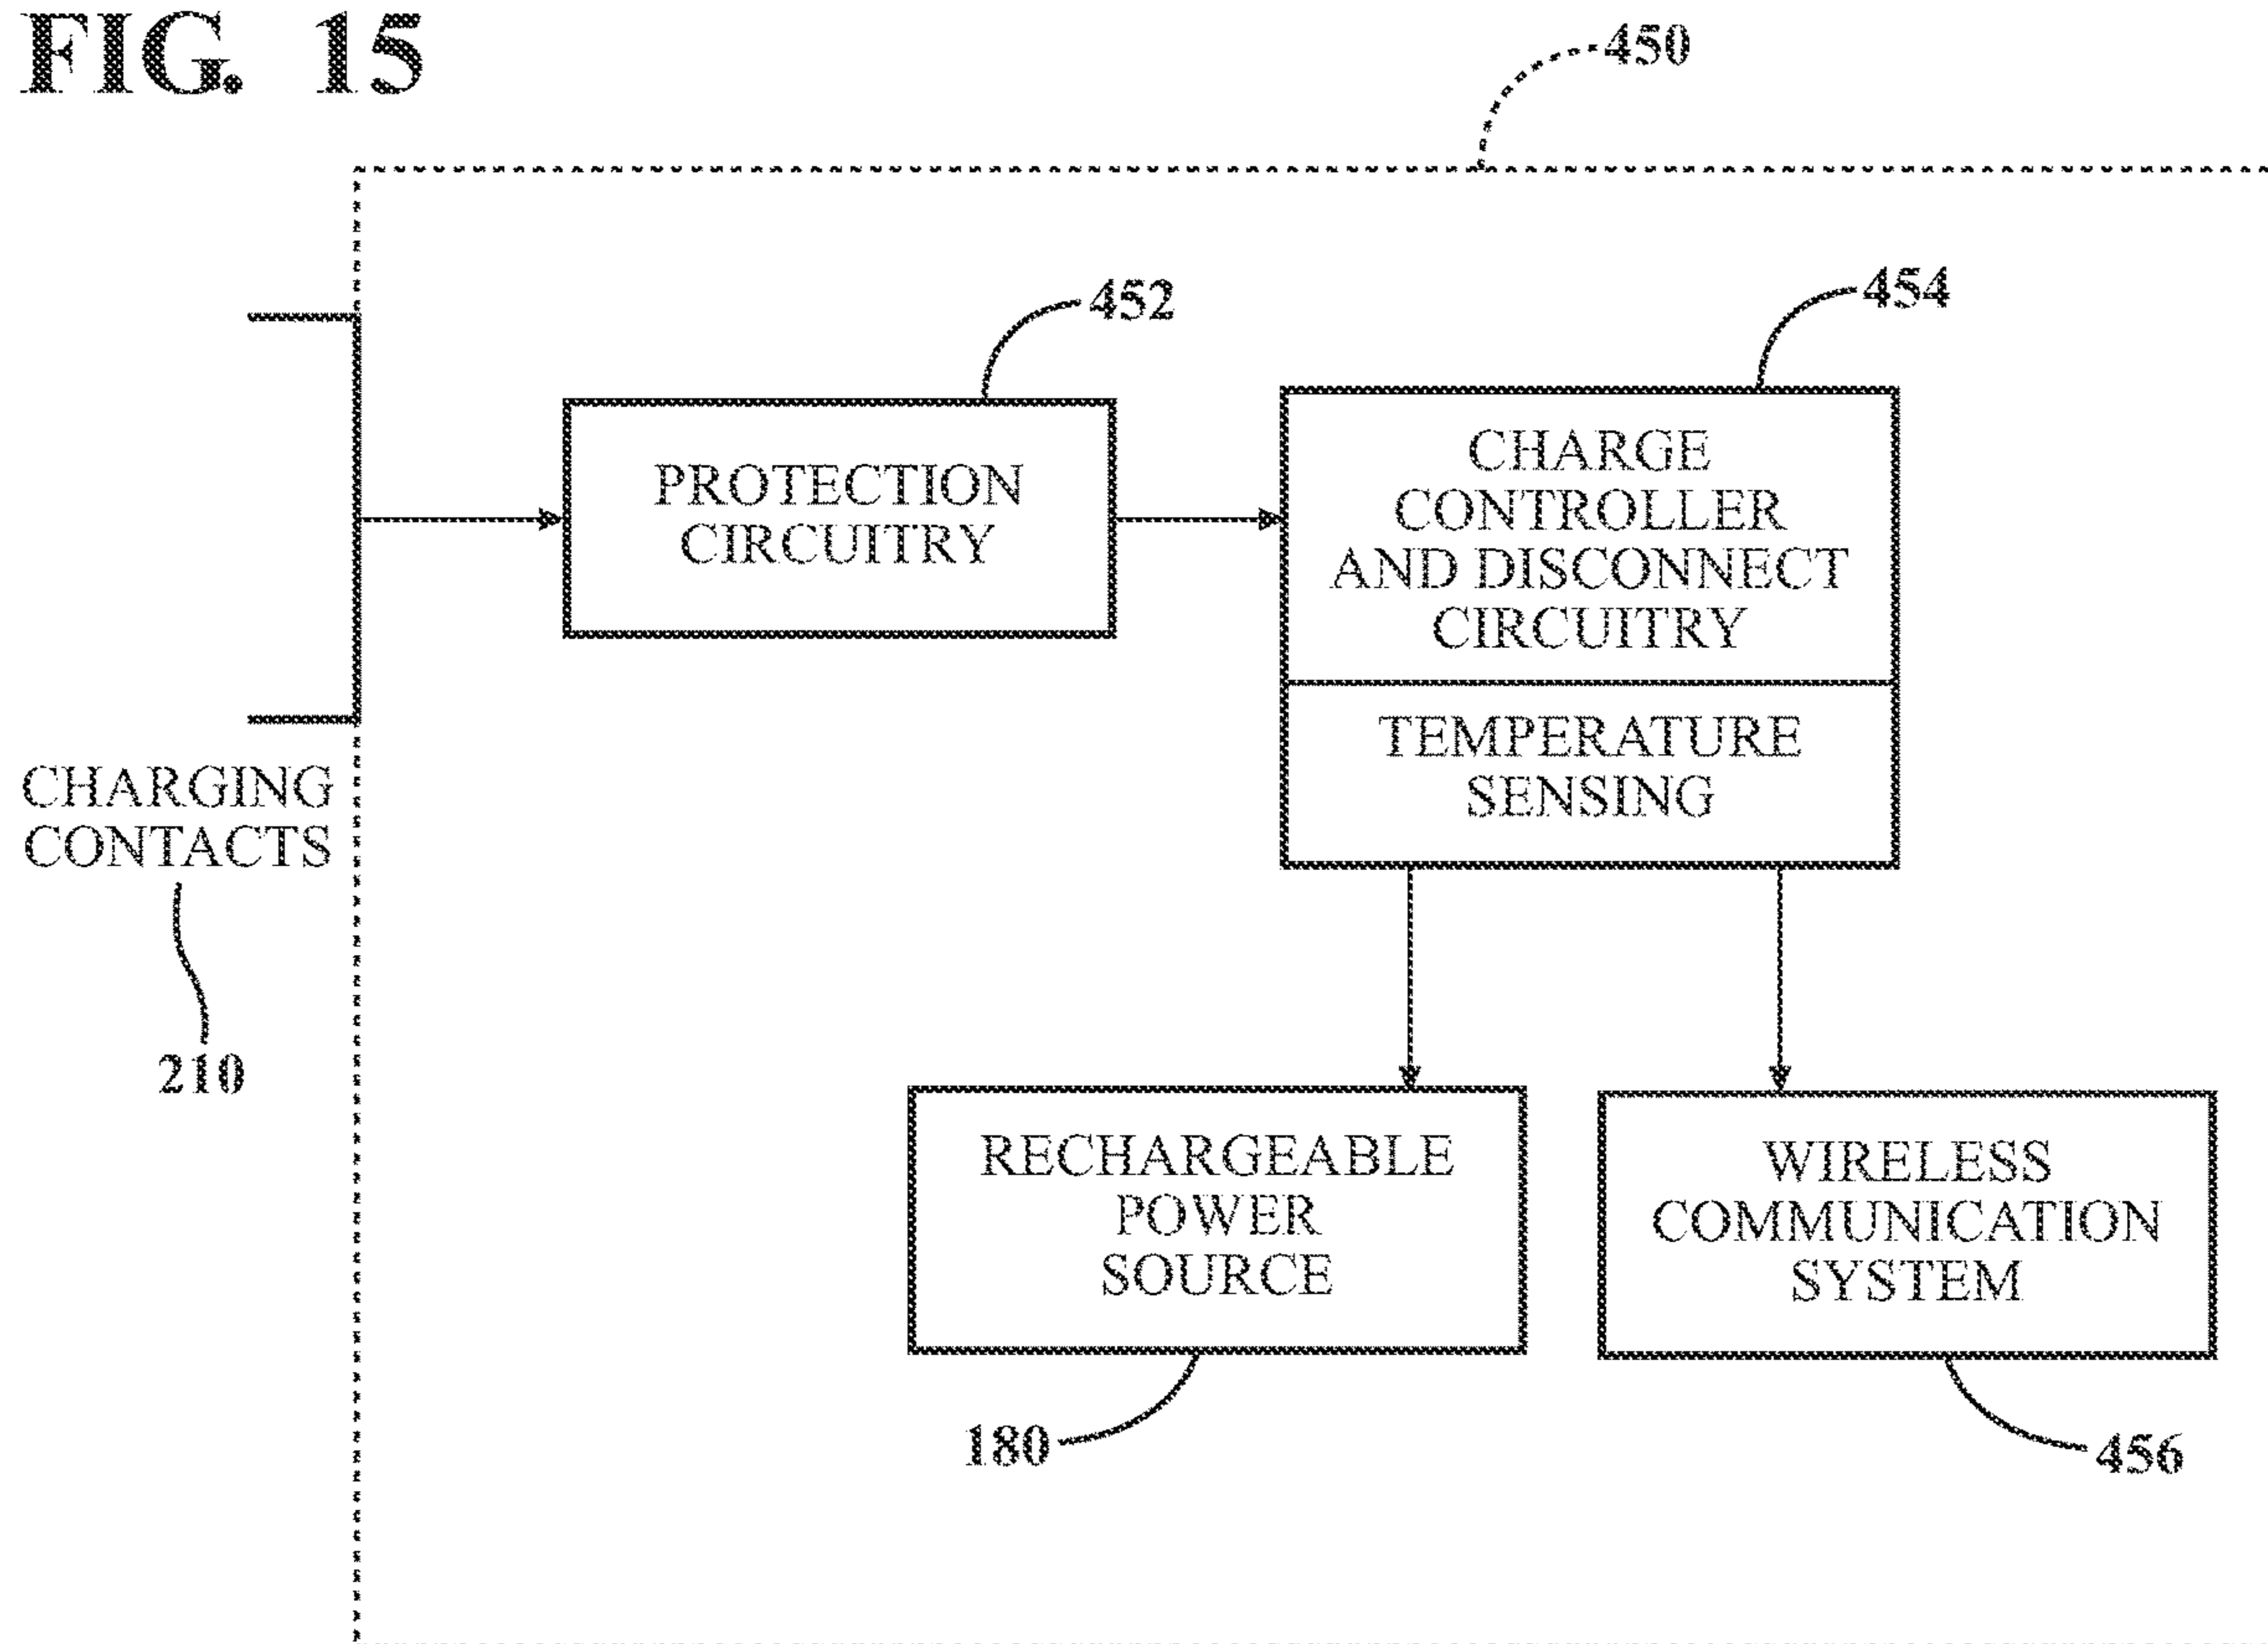 FIG. 15
450
452
454
PROTECTION
CIRCUITRY
CHARGE
CONTROLLER
AND DISCONNECT
CIRCUITRY
TEMPERATURE
SENSING
CHARGING
CONTACTS
210
RECHARGEABLE
POWER
SOURCE
WIRELESS
COMMUNICATION
SYSTEM
180
456